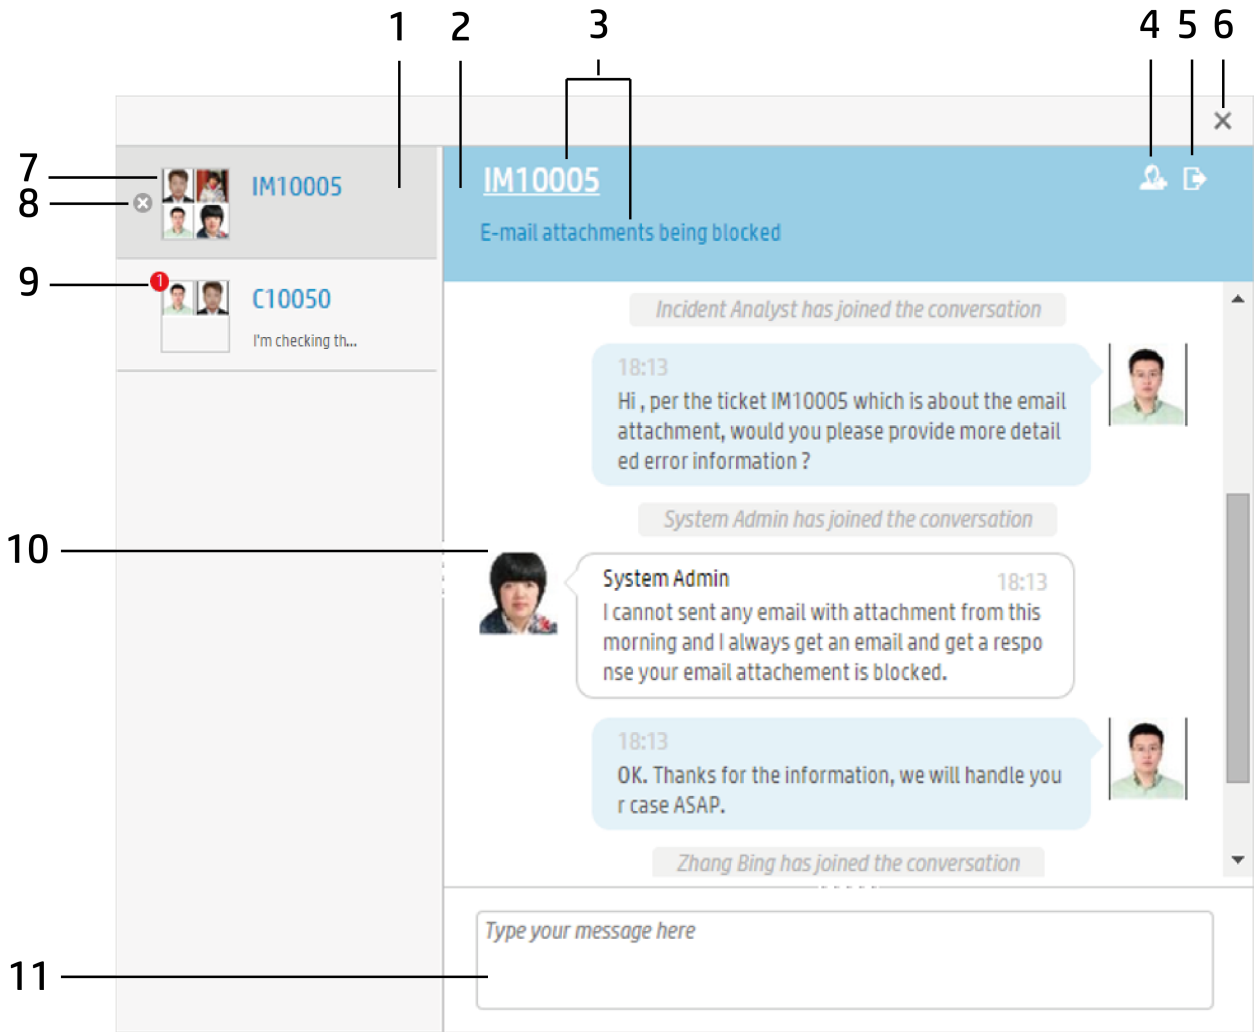 1 2 3 4 5 6
7
8
9
10
11
IM10005
1
C10050
I'm checking th...
IM10005
E-mail attachments being blocked
Incident Analyst has joined the conversation
18:13
Hi , per the ticket IM10005 which is about the email
attachment, would you please provide more detail
ed error information ?
System Admin has joined the conversation
System Admin 18:13
I cannot sent any email with attachment from this
morning and I always get an email and get a respo
nse your email attachement is blocked.
18:13
OK. Thanks for the information, we will handle you
r case ASAP.
Zhang Bing has joined the conversation
Type your message here